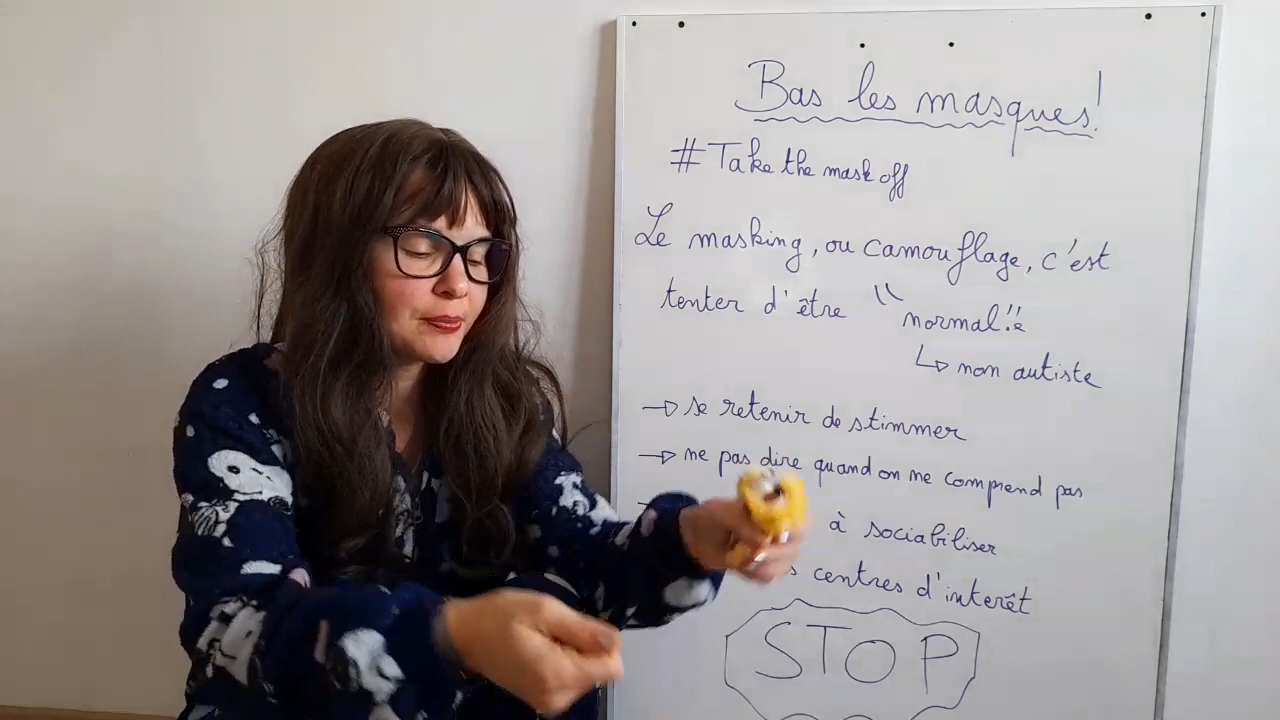 Bas les masques!
# Take the mask off
Le masking, ou camouflage, c'est
tenter d'être "normal".e
↳ non autiste
→ se retenir de stimmer
→ ne pas dire quand on ne comprend pas
à sociabiliser
centres d'interêt
STOP